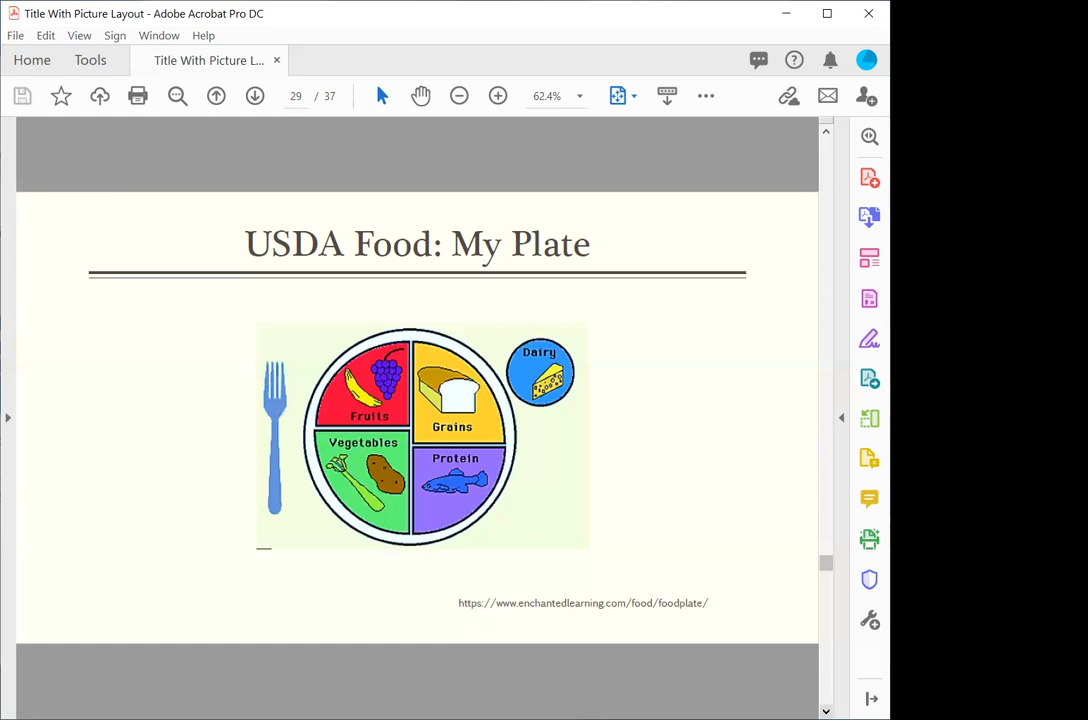 Title With Picture Layout - Adobe Acrobat Pro DC
File Edit View Sign Window Help
Home Tools Title With Picture L... ×
29 / 37 62.4%
USDA Food: My Plate
Dairy
Fruits
Grains
Vegetables
Protein
https://www.enchantedlearning.com/food/foodplate/